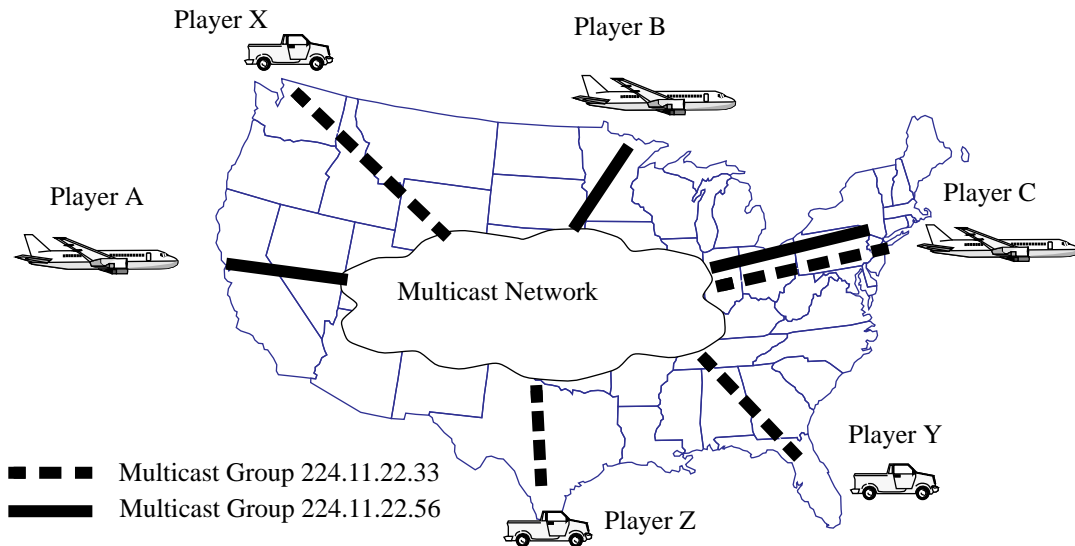 Player X
Player B
Player A
Player C
Multicast Network
Player Y
Multicast Group 224.11.22.33
Multicast Group 224.11.22.56
Player Z